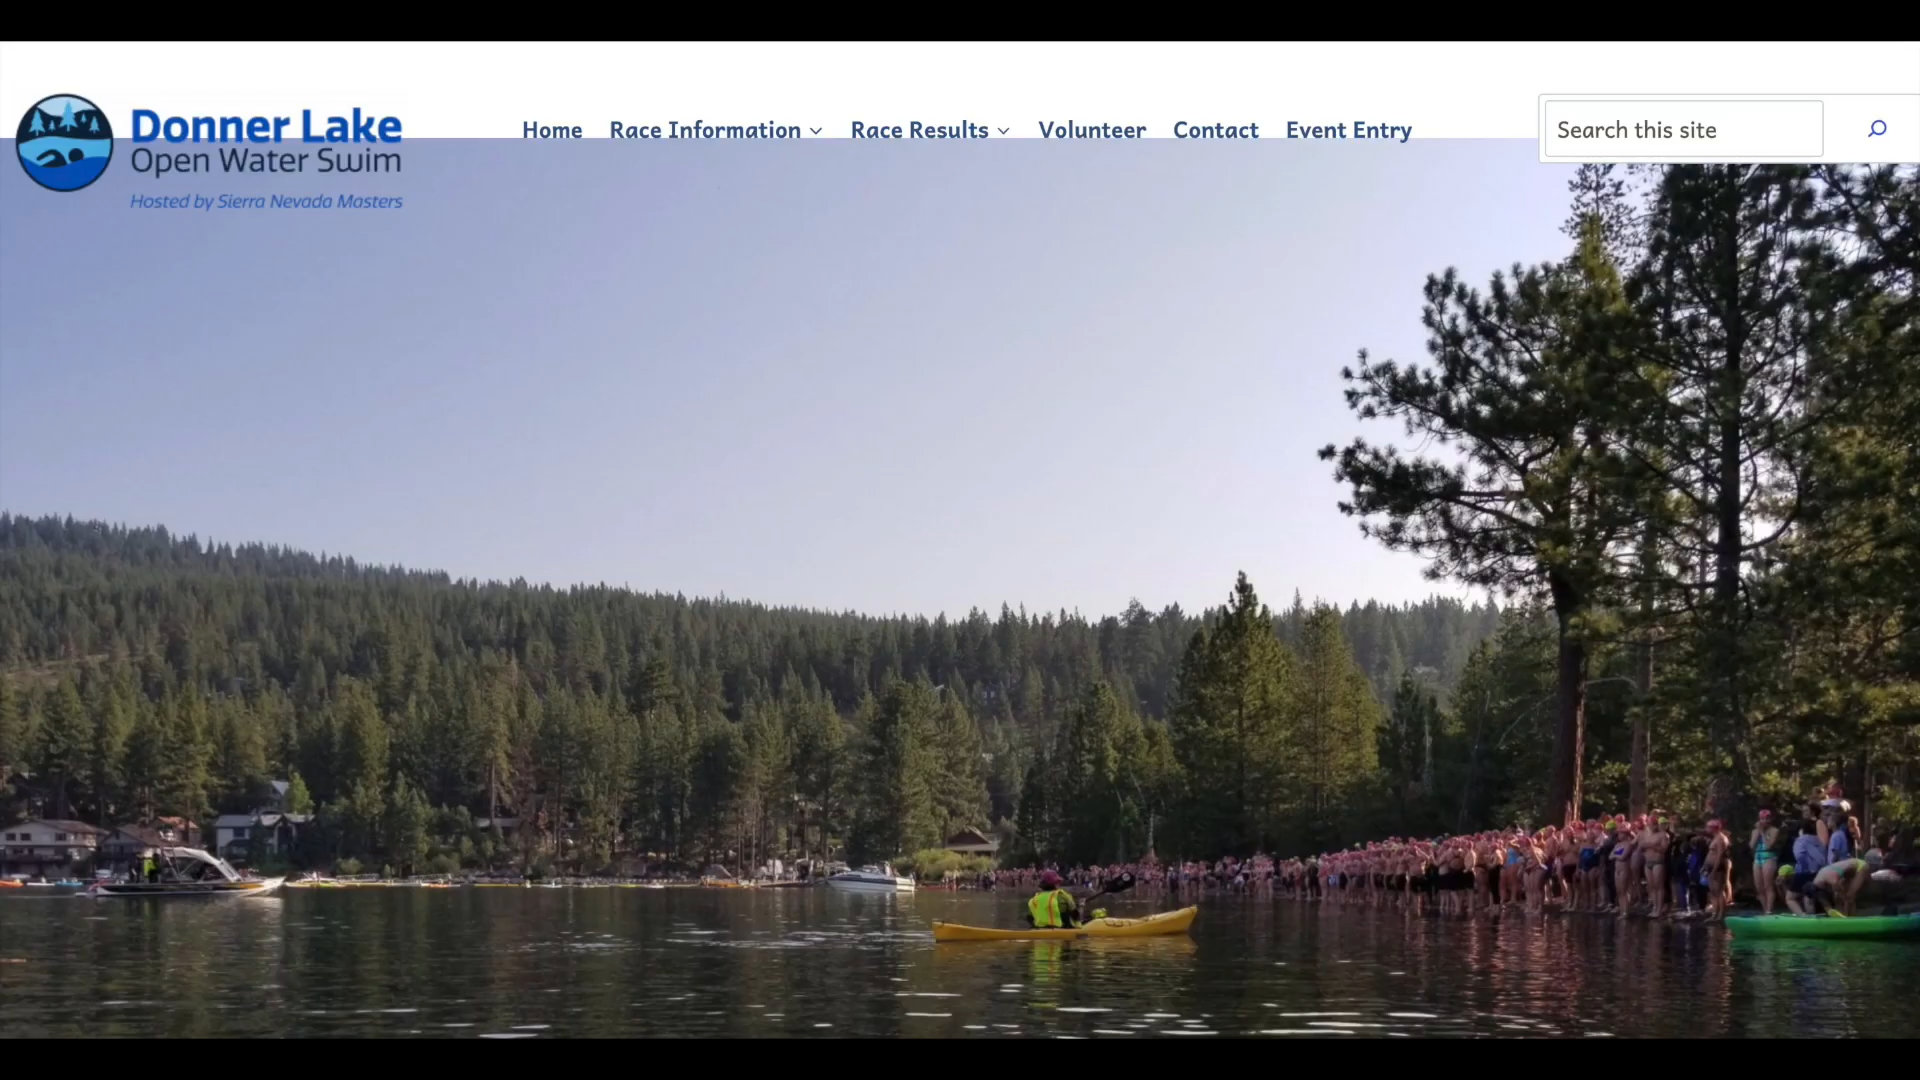 Donner Lake
Open Water Swim
Hosted by Sierra Nevada Masters
Home Race Information Race Results Volunteer Contact Event Entry
Search this site